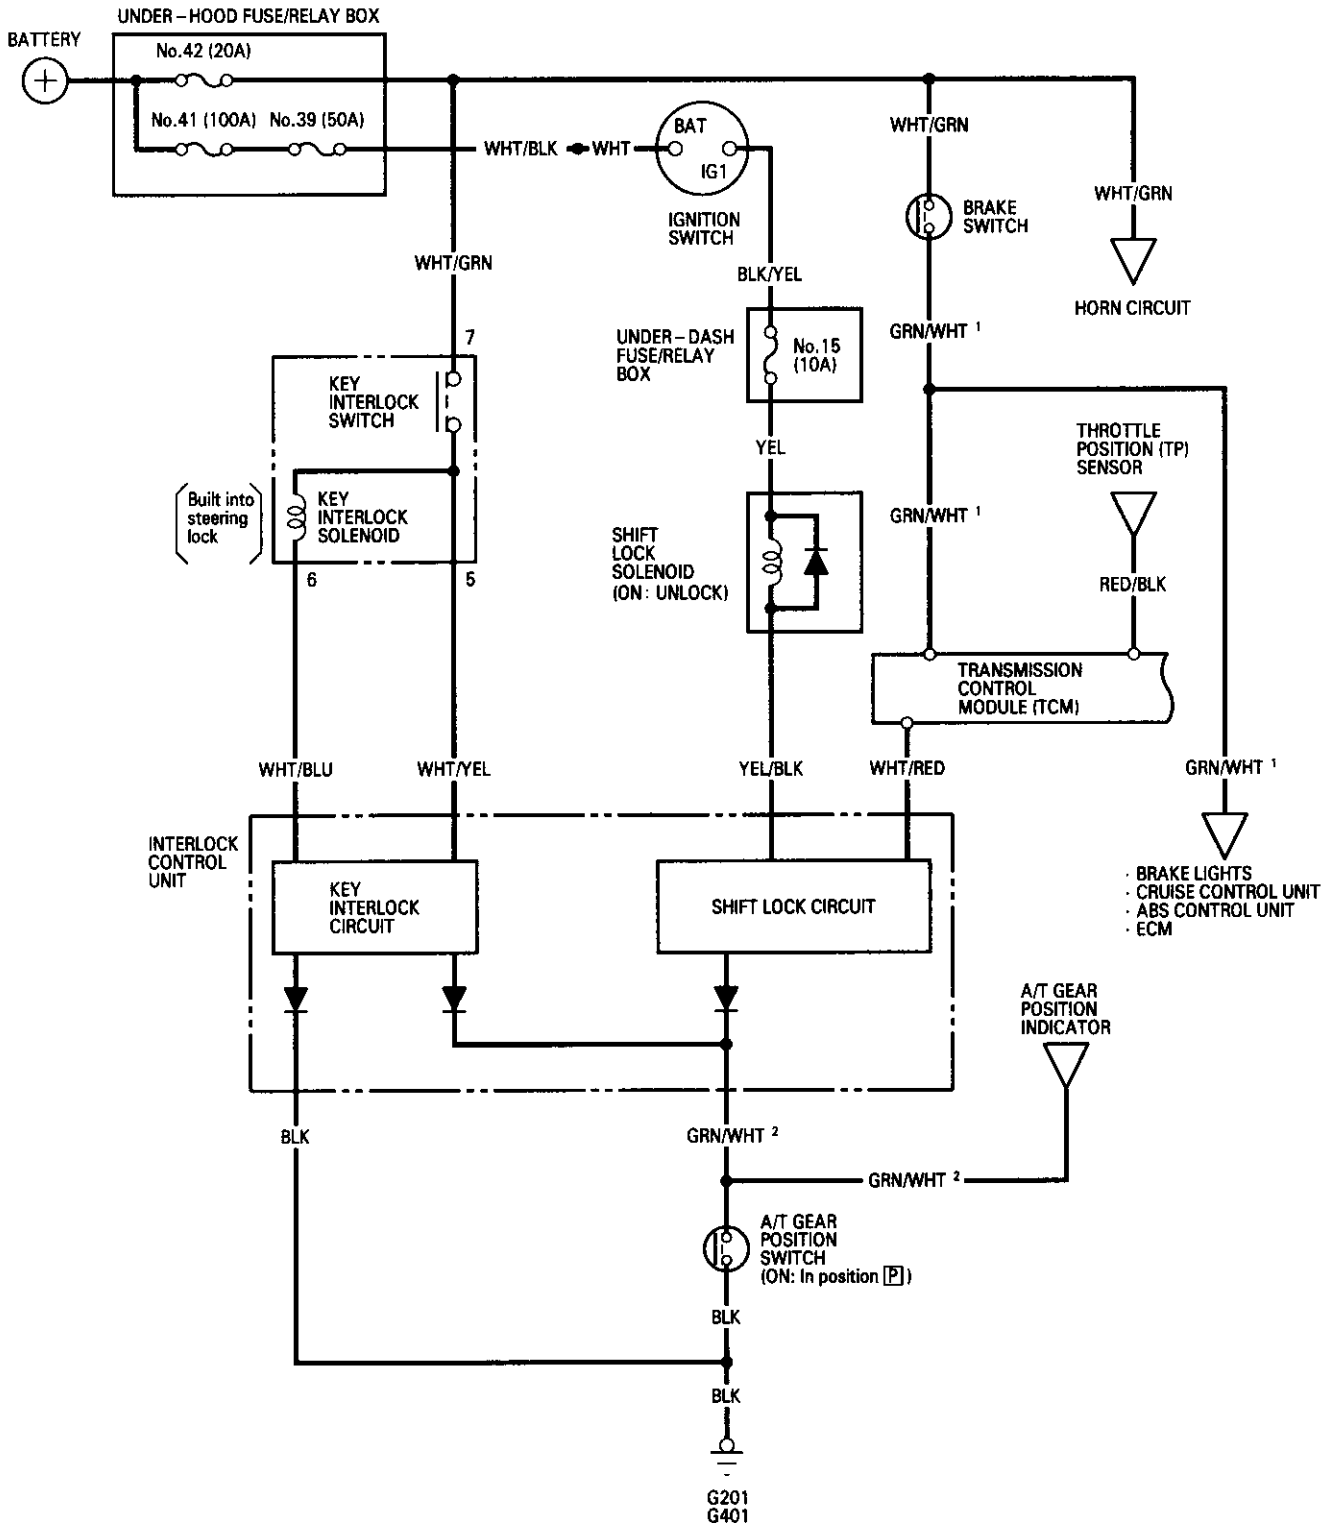 UNDER-HOOD FUSE/RELAY BOX
BATTERY
+
No.42 (20A)
No.41 (100A) No.39 (50A)
WHT/BLK
WHT
BAT
IG1
IGNITION
SWITCH
WHT/GRN
BRAKE
SWITCH
WHT/GRN
HORN CIRCUIT
WHT/GRN
BLK/YEL
GRN/WHT 1
UNDER-DASH
FUSE/RELAY
BOX
No.15
(10A)
7
KEY
INTERLOCK
SWITCH
Built into
steering
lock
KEY
INTERLOCK
SOLENOID
6
5
YEL
SHIFT
LOCK
SOLENOID
(ON: UNLOCK)
GRN/WHT 1
THROTTLE
POSITION (TP)
SENSOR
RED/BLK
TRANSMISSION
CONTROL
MODULE (TCM)
WHT/BLU
WHT/YEL
YEL/BLK
WHT/RED
GRN/WHT 1
INTERLOCK
CONTROL
UNIT
KEY
INTERLOCK
CIRCUIT
SHIFT LOCK CIRCUIT
· BRAKE LIGHTS
· CRUISE CONTROL UNIT
· ABS CONTROL UNIT
· ECM
A/T GEAR
POSITION
INDICATOR
BLK
GRN/WHT 2
GRN/WHT 2
A/T GEAR
POSITION
SWITCH
(ON: In position P)
BLK
BLK
G201
G401